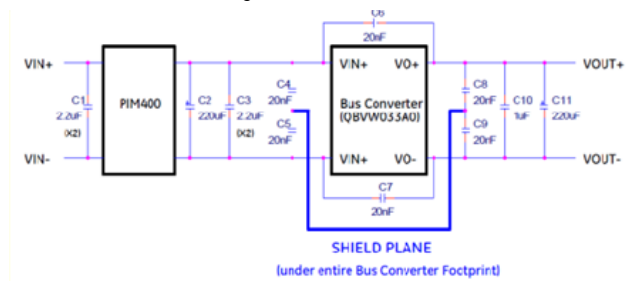 C6
20nF
VIN+
VIN+
VO+
VOUT+
C1
2.2uF
(X2)
PIM400
C2
220uF
C3
2.2uF
(X2)
C4
20nF
C5
20nF
Bus Converter
(QBVW033A0)
C8
20nF
C9
20nF
C10
1uF
C11
220uF
VIN-
VIN+
VO-
VOUT-
C7
20nF
SHIELD PLANE
(under entire Bus Converter Foctprint)